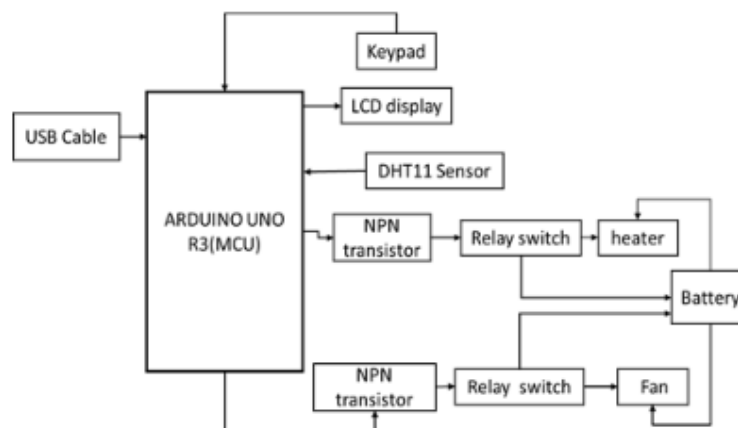 Keypad
LCD display
USB Cable
DHT11 Sensor
ARDUINO UNO
R3(MCU)
NPN
transistor
Relay switch
heater
Battery
NPN
transistor
Relay switch
Fan